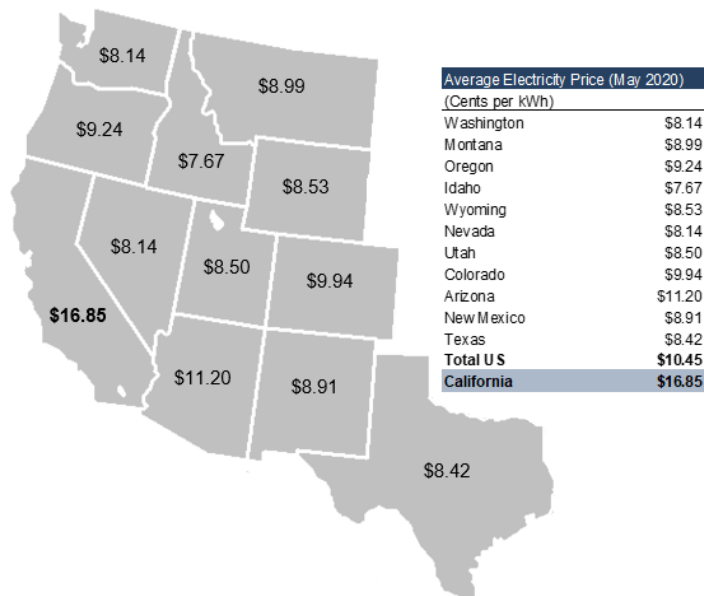 $8.14
$8.99
$9.24
$7.67
$8.53
$8.14
$8.50
$9.94
$16.85
$11.20
$8.91
$8.42
Average Electricity Price (May 2020)
(Cents per kWh)
Washington $8.14
Montana $8.99
Oregon $9.24
Idaho $7.67
Wyoming $8.53
Nevada $8.14
Utah $8.50
Colorado $9.94
Arizona $11.20
New Mexico $8.91
Texas $8.42
Total US $10.45
California $16.85